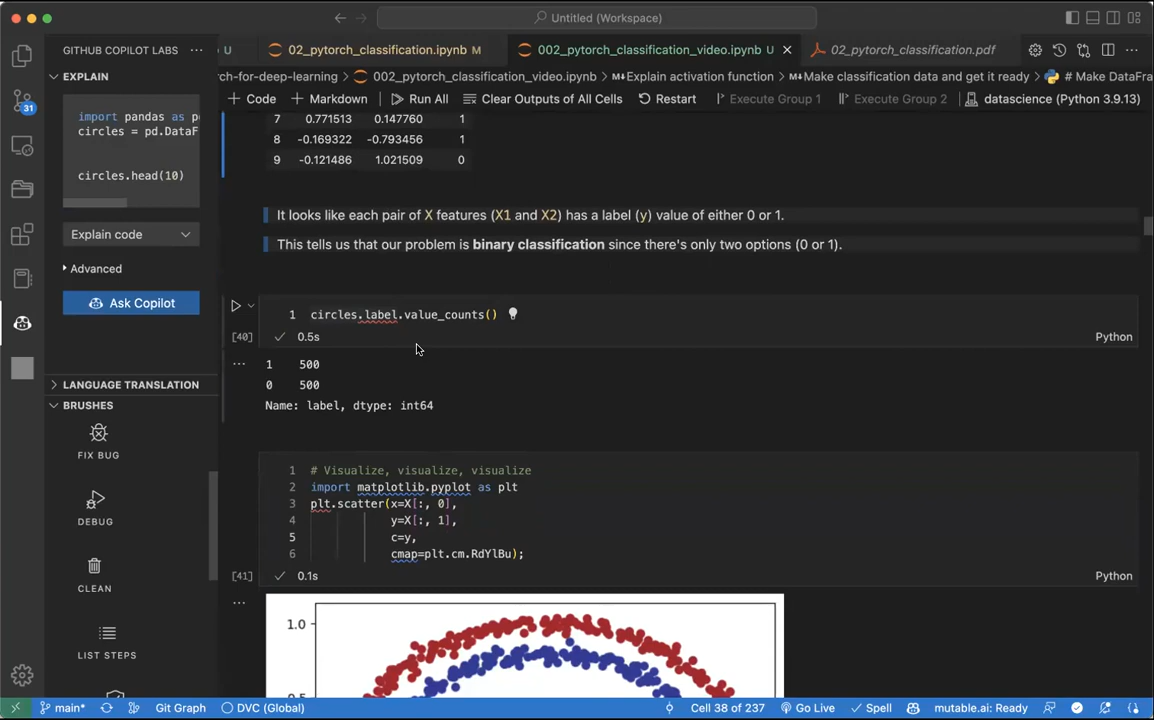 Untitled (Workspace)
GITHUB COPILOT LABS
U
02_pytorch_classification.ipynb M
002_pytorch_classification_video.ipynb U
02_pytorch_classification.pdf
EXPLAIN
rch-for-deep-learning > 002_pytorch_classification_video.ipynb > Explain activation function > Make classification data and get it ready > # Make DataFra
Code
Markdown
Run All
Clear Outputs of All Cells
Restart
Execute Group 1
Execute Group 2
datascience (Python 3.9.13)
31
import pandas as p
circles = pd.DataF
circles.head(10)
7 0.771513 0.147760 1
8 -0.169322 -0.793456 1
9 -0.121486 1.021509 0
It looks like each pair of X features (X1 and X2) has a label (y) value of either 0 or 1.
This tells us that our problem is binary classification since there's only two options (0 or 1).
Explain code
Advanced
Ask Copilot
1 circles.label.value_counts()
[40] 0.5s Python
1 500
0 500
Name: label, dtype: int64
LANGUAGE TRANSLATION
BRUSHES
FIX BUG
DEBUG
CLEAN
LIST STEPS
1 # Visualize, visualize, visualize
2 import matplotlib.pyplot as plt
3 plt.scatter(x=X[:, 0],
4 y=X[:, 1],
5 c=y,
6 cmap=plt.cm.RdYlBu);
[41] 0.1s Python
1.0
0.5
main*
Git Graph
DVC (Global)
Cell 38 of 237
Go Live
Spell
mutable.ai: Ready